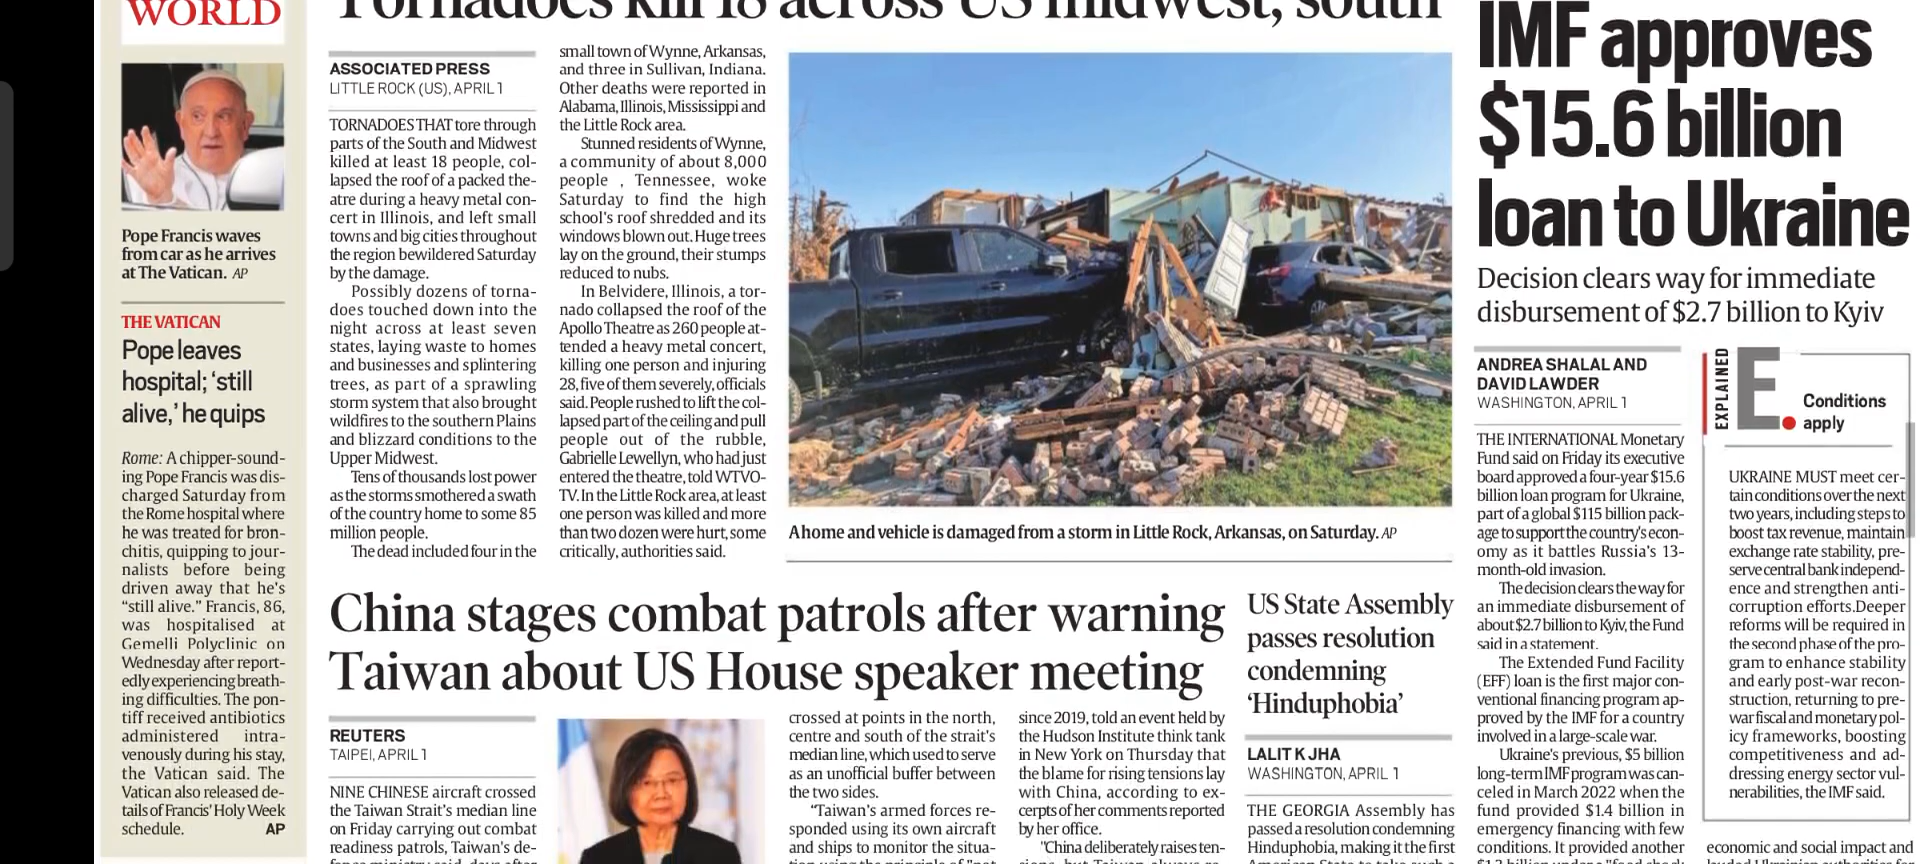 WORLD
Pope Francis waves
from car as he arrives
at The Vatican. AP
THE VATICAN
Pope leaves
hospital; ‘still
alive,’ he quips
Rome: A chipper-sound-
ing Pope Francis was dis-
charged Saturday from
the Rome hospital where
he was treated for bron-
chitis, quipping to jour-
nalists before being
driven away that he's
“still alive.” Francis, 86,
was hospitalised at
Gemelli Polyclinic on
Wednesday after report-
edly experiencing breath-
ing difficulties. The pon-
tiff received antibiotics
administered intra-
venously during his stay,
the Vatican said. The
Vatican also released de-
tails of Francis' Holy Week
schedule. AP
Tornadoes kill 18 across US midwest, south
ASSOCIATED PRESS
LITTLE ROCK (US), APRIL 1
TORNADOES THAT tore through
parts of the South and Midwest
killed at least 18 people, col-
lapsed the roof of a packed the-
atre during a heavy metal con-
cert in Illinois, and left small
towns and big cities throughout
the region bewildered Saturday
by the damage.
Possibly dozens of torna-
does touched down into the
night across at least seven
states, laying waste to homes
and businesses and splintering
trees, as part of a sprawling
storm system that also brought
wildfires to the southern Plains
and blizzard conditions to the
Upper Midwest.
Tens of thousands lost power
as the storms smothered a swath
of the country home to some 85
million people.
The dead included four in the
small town of Wynne, Arkansas,
and three in Sullivan, Indiana.
Other deaths were reported in
Alabama, Illinois, Mississippi and
the Little Rock area.
Stunned residents of Wynne,
a community of about 8,000
people , Tennessee, woke
Saturday to find the high
school's roof shredded and its
windows blown out. Huge trees
lay on the ground, their stumps
reduced to nubs.
In Belvidere, Illinois, a tor-
nado collapsed the roof of the
Apollo Theatre as 260 people at-
tended a heavy metal concert,
killing one person and injuring
28, five of them severely, officials
said. People rushed to lift the col-
lapsed part of the ceiling and pull
people out of the rubble,
Gabrielle Lewellyn, who had just
entered the theatre, told WTVO-
TV. In the Little Rock area, at least
one person was killed and more
than two dozen were hurt, some
critically, authorities said.
A home and vehicle is damaged from a storm in Little Rock, Arkansas, on Saturday. AP
China stages combat patrols after warning
Taiwan about US House speaker meeting
REUTERS
TAIPEI, APRIL 1
NINE CHINESE aircraft crossed
the Taiwan Strait's median line
on Friday carrying out combat
readiness patrols, Taiwan's de-
fence ministry said, days after
crossed at points in the north,
centre and south of the strait's
median line, which used to serve
as an unofficial buffer between
the two sides.
“Taiwan's armed forces re-
sponded using its own aircraft
and ships to monitor the situa-
tion using the principle of "not
since 2019, told an event held by
the Hudson Institute think tank
in New York on Thursday that
the blame for rising tensions lay
with China, according to ex-
cerpts of her comments reported
by her office.
"China deliberately raises ten-
sions, but Taiwan always re-
US State Assembly
passes resolution
condemning
‘Hinduphobia’
LALIT K JHA
WASHINGTON, APRIL 1
THE GEORGIA Assembly has
passed a resolution condemning
Hinduphobia, making it the first
American State to take such a
IMF approves
$15.6 billion
loan to Ukraine
Decision clears way for immediate
disbursement of $2.7 billion to Kyiv
ANDREA SHALAL AND
DAVID LAWDER
WASHINGTON, APRIL 1
THE INTERNATIONAL Monetary
Fund said on Friday its executive
board approved a four-year $15.6
billion loan program for Ukraine,
part of a global $115 billion pack-
age to support the country's econ-
omy as it battles Russia's 13-
month-old invasion.
The decision clears the way for
an immediate disbursement of
about $2.7 billion to Kyiv, the Fund
said in a statement.
The Extended Fund Facility
(EFF) loan is the first major con-
ventional financing program ap-
proved by the IMF for a country
involved in a large-scale war.
Ukraine's previous, $5 billion
long-term IMF program was can-
celed in March 2022 when the
fund provided $1.4 billion in
emergency financing with few
conditions. It provided another
$1.3 billion under a "food shock
EXPLAINED
E.
Conditions
apply
UKRAINE MUST meet cer-
tain conditions over the next
two years, including steps to
boost tax revenue, maintain
exchange rate stability, pre-
serve central bank independ-
ence and strengthen anti-
corruption efforts.Deeper
reforms will be required in
the second phase of the pro-
gram to enhance stability
and early post-war recon-
struction, returning to pre-
war fiscal and monetary pol-
icy frameworks, boosting
competitiveness and ad-
dressing energy sector vul-
nerabilities, the IMF said.
economic and social impact and